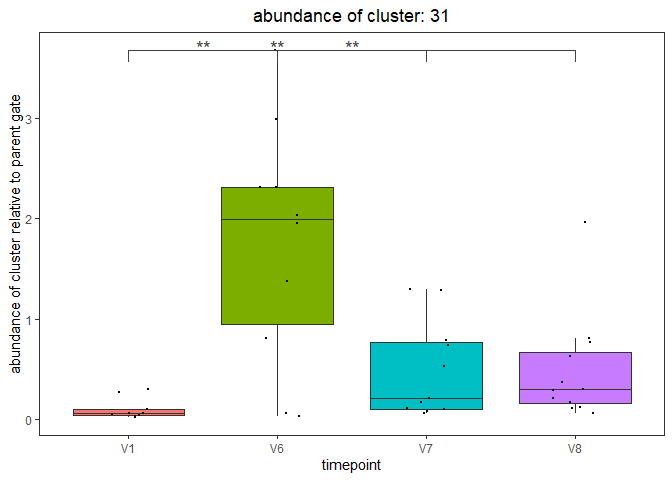 abundance of cluster: 31
** ** **
abundance of cluster relative to parent gate
3
2
1
0
V1 V6 V7 V8
timepoint